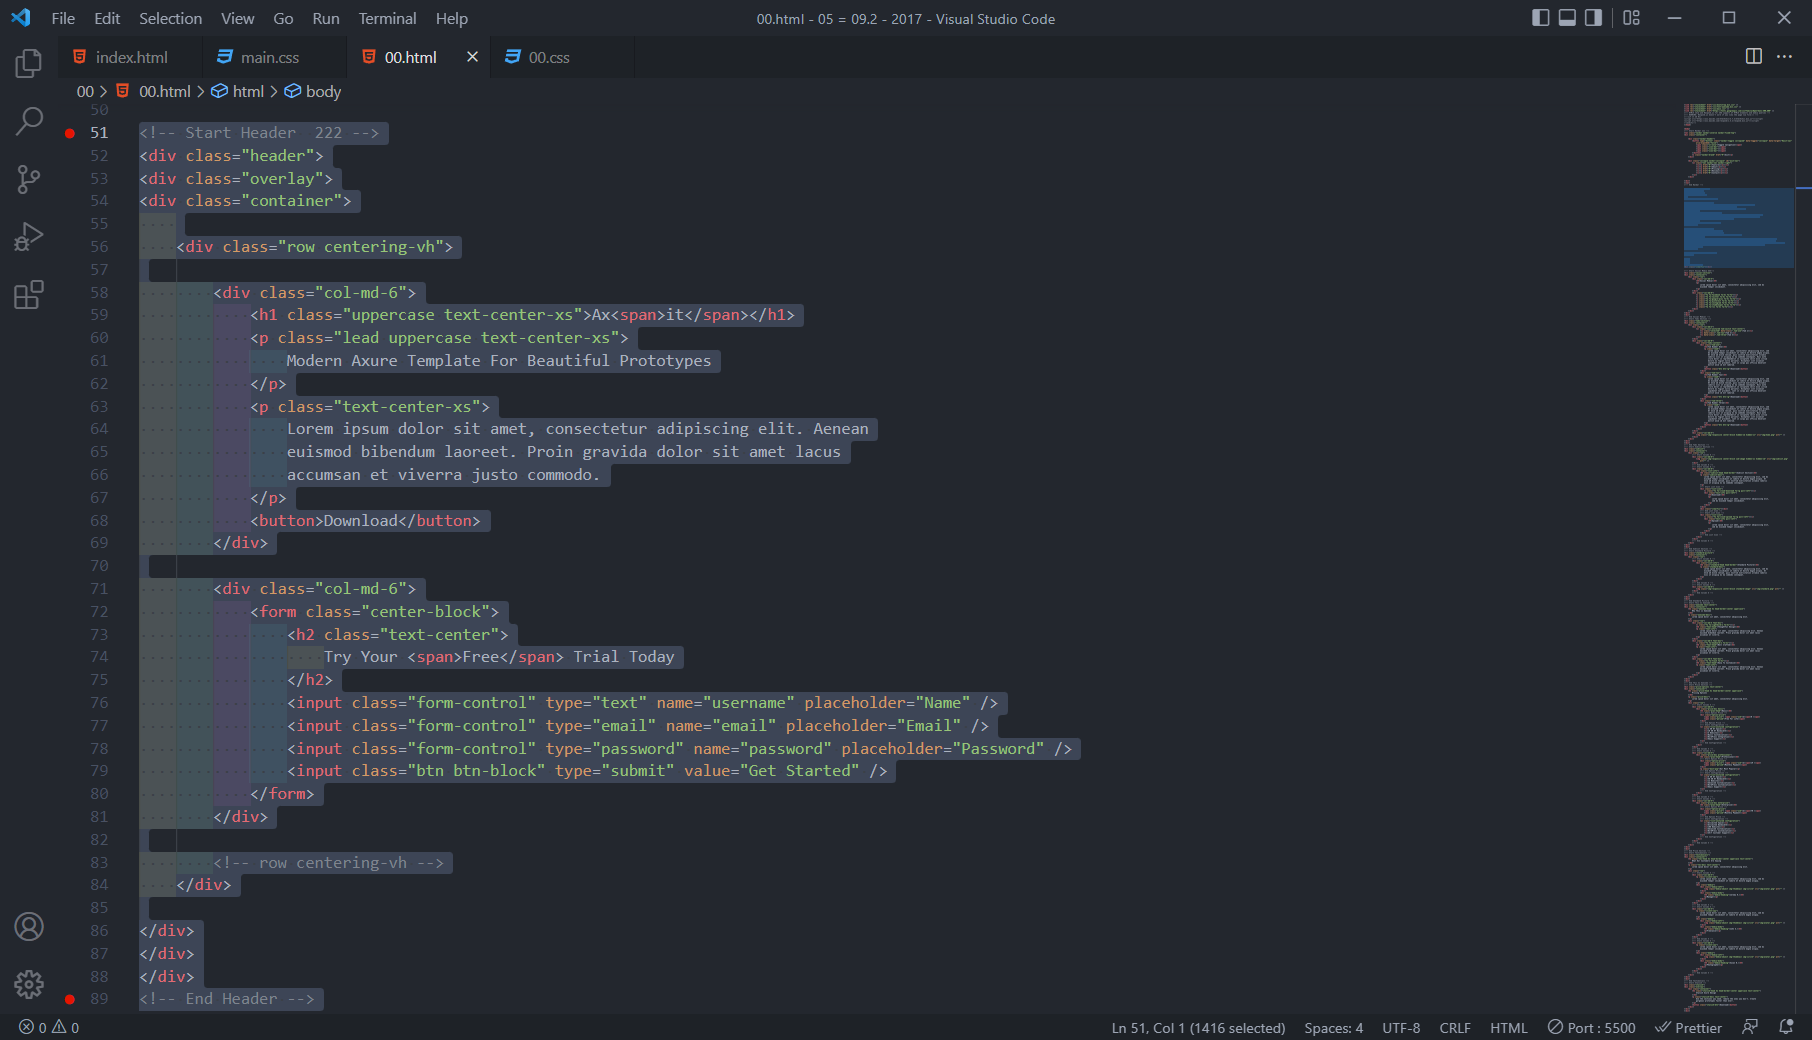 File Edit Selection View Go Run Terminal Help
00.html - 05 = 09.2 - 2017 - Visual Studio Code
index.html main.css 00.html 00.css
00 > 00.html > html > body
50
51 <!-- Start Header  222 -->
52 <div class="header">
53 <div class="overlay">
54 <div class="container">
55
56 <div class="row centering-vh">
57
58 <div class="col-md-6">
59 <h1 class="uppercase text-center-xs">Ax<span>it</span></h1>
60 <p class="lead uppercase text-center-xs">
61 Modern Axure Template For Beautiful Prototypes
62 </p>
63 <p class="text-center-xs">
64 Lorem ipsum dolor sit amet, consectetur adipiscing elit. Aenean
65 euismod bibendum laoreet. Proin gravida dolor sit amet lacus
66 accumsan et viverra justo commodo.
67 </p>
68 <button>Download</button>
69 </div>
70
71 <div class="col-md-6">
72 <form class="center-block">
73 <h2 class="text-center">
74 Try Your <span>Free</span> Trial Today
75 </h2>
76 <input class="form-control" type="text" name="username" placeholder="Name" />
77 <input class="form-control" type="email" name="email" placeholder="Email" />
78 <input class="form-control" type="password" name="password" placeholder="Password" />
79 <input class="btn btn-block" type="submit" value="Get Started" />
80 </form>
81 </div>
82
83 <!-- row centering-vh -->
84 </div>
85
86 </div>
87 </div>
88 </div>
89 <!-- End Header -->
0 0 Ln 51, Col 1 (1416 selected) Spaces: 4 UTF-8 CRLF HTML Port : 5500 Prettier